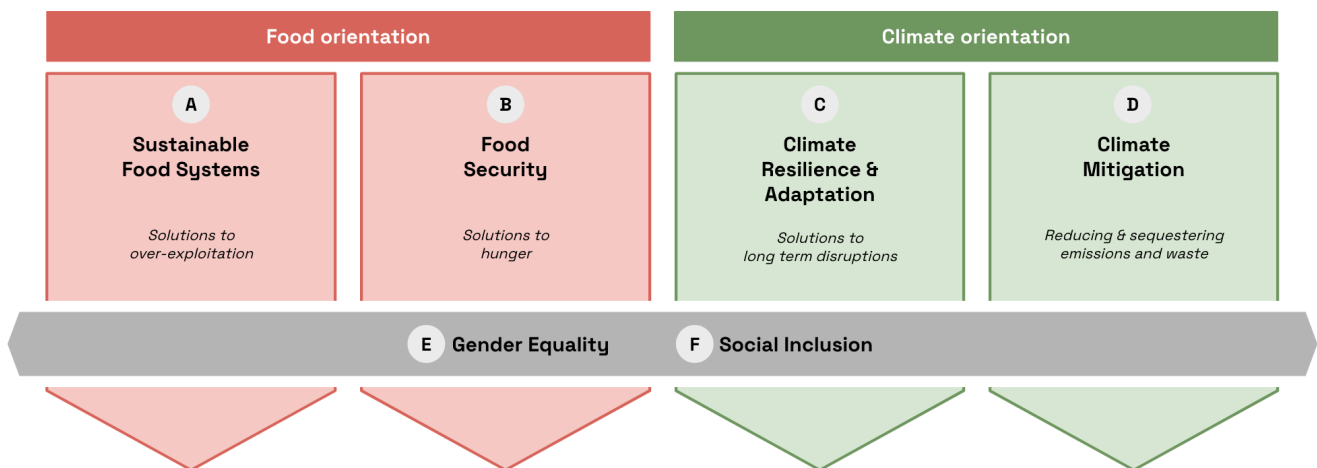 Food orientation
Climate orientation
A
Sustainable
Food Systems
Solutions to
over-exploitation
B
Food
Security
Solutions to
hunger
C
Climate
Resilience &
Adaptation
Solutions to
long term disruptions
D
Climate
Mitigation
Reducing & sequestering
emissions and waste
E Gender Equality
F Social Inclusion